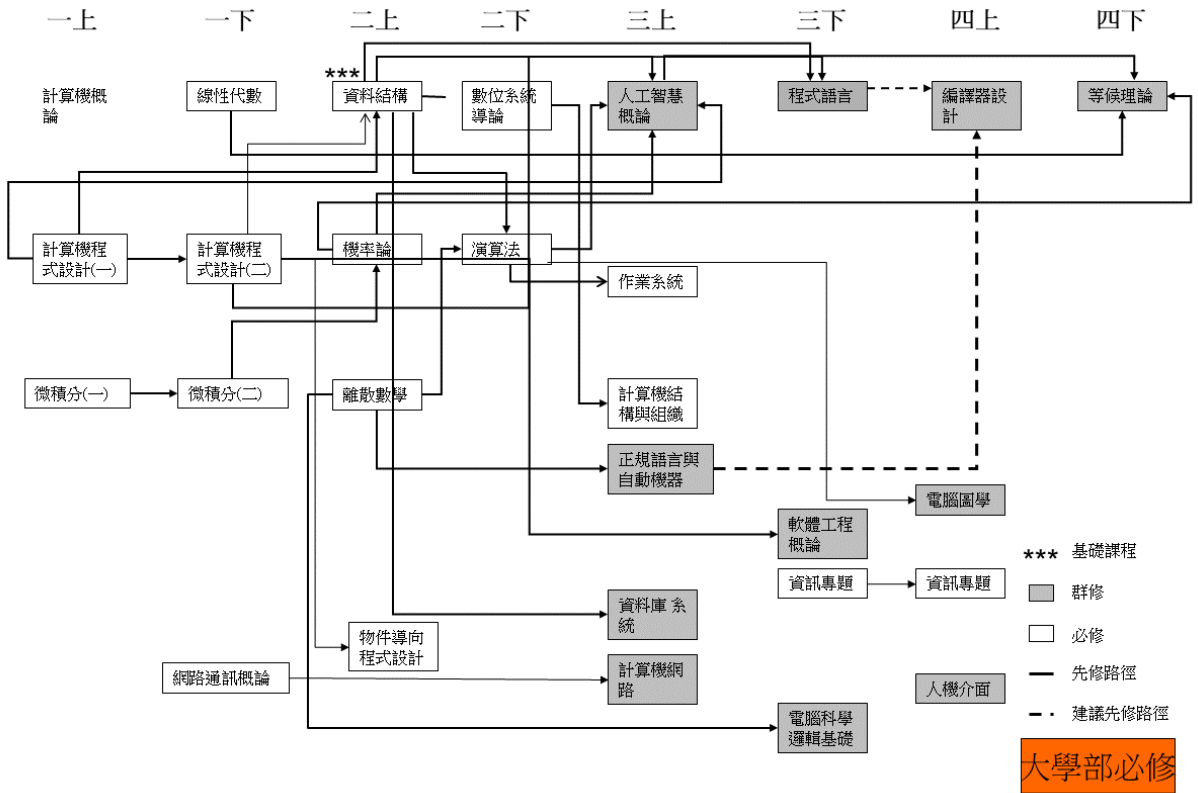 一上
一下
二上
二下
三上
三下
四上
四下
***
計算機概
論
線性代數
資料結構
數位系統
導論
人工智慧
概論
程式語言
編譯器設
計
等候理論
計算機程
式設計(一)
計算機程
式設計(二)
機率論
演算法
作業系統
微積分(一)
微積分(二)
離散數學
計算機結
構與組織
正規語言與
自動機器
電腦圖學
軟體工程
概論
資訊專題
資訊專題
資料庫 系
統
物件導向
程式設計
網路通訊概論
計算機網
路
人機介面
電腦科學
邏輯基礎
*** 基礎課程
群修
必修
先修路徑
建議先修路徑
大學部必修